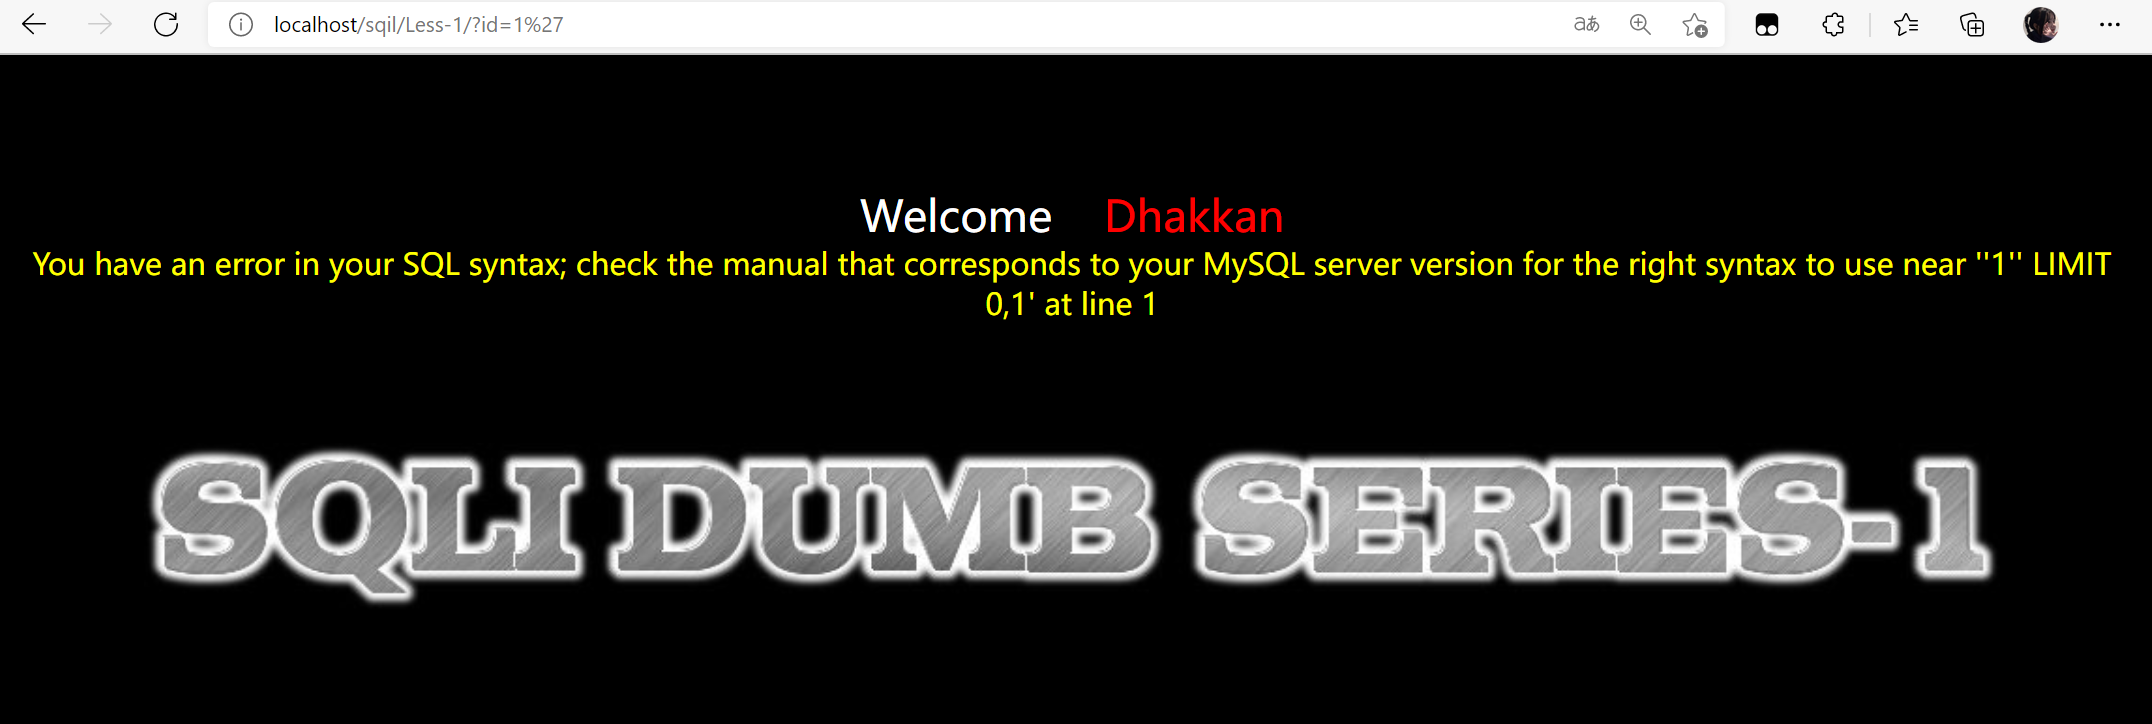 localhost/sqil/Less-1/?id=1%27
aあ
Welcome Dhakkan
You have an error in your SQL syntax; check the manual that corresponds to your MySQL server version for the right syntax to use near ''1'' LIMIT
0,1' at line 1
SQLI DUMB SERIES-1